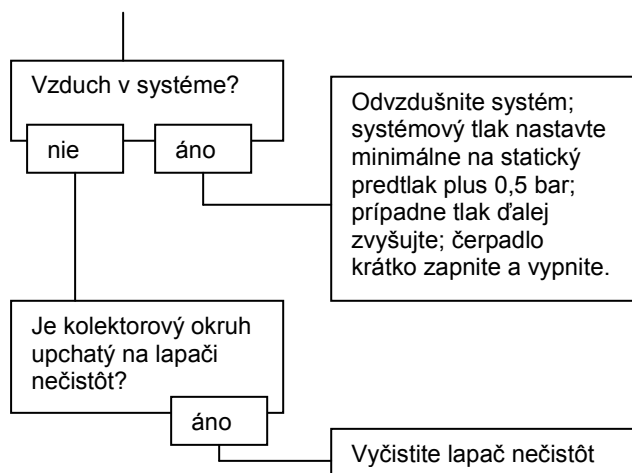 Vzduch v systéme?
nie
áno
Odvzdušnite systém;
systémový tlak nastavte
minimálne na statický
predtlak plus 0,5 bar;
prípadne tlak ďalej
zvyšujte; čerpadlo
krátko zapnite a vypnite.
Je kolektorový okruh
upchatý na lapači
nečistôt?
áno
Vyčistite lapač nečistôt